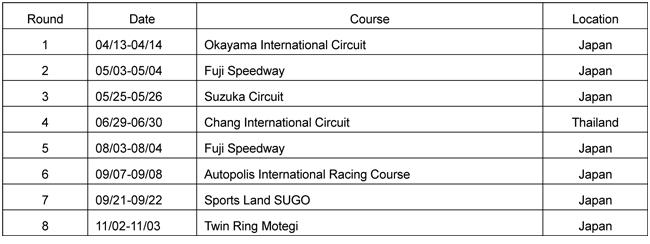 Round Date Course Location
1 04/13-04/14 Okayama International Circuit Japan
2 05/03-05/04 Fuji Speedway Japan
3 05/25-05/26 Suzuka Circuit Japan
4 06/29-06/30 Chang International Circuit Thailand
5 08/03-08/04 Fuji Speedway Japan
6 09/07-09/08 Autopolis International Racing Course Japan
7 09/21-09/22 Sports Land SUGO Japan
8 11/02-11/03 Twin Ring Motegi Japan